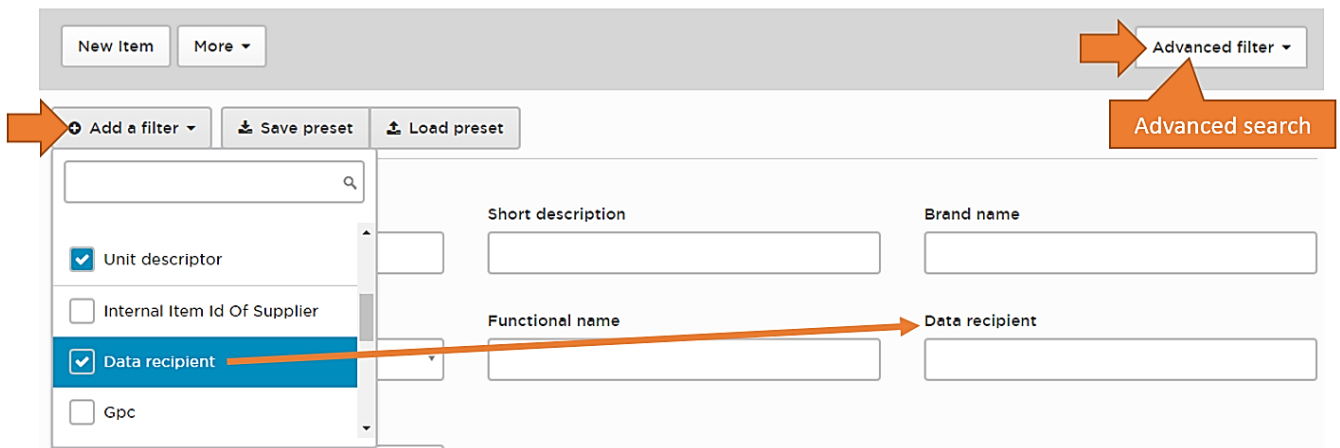 New Item
More
Advanced filter
Advanced search
Add a filter
Save preset
Load preset
Short description
Brand name
Unit descriptor
Internal Item Id Of Supplier
Functional name
Data recipient
Data recipient
Gpc